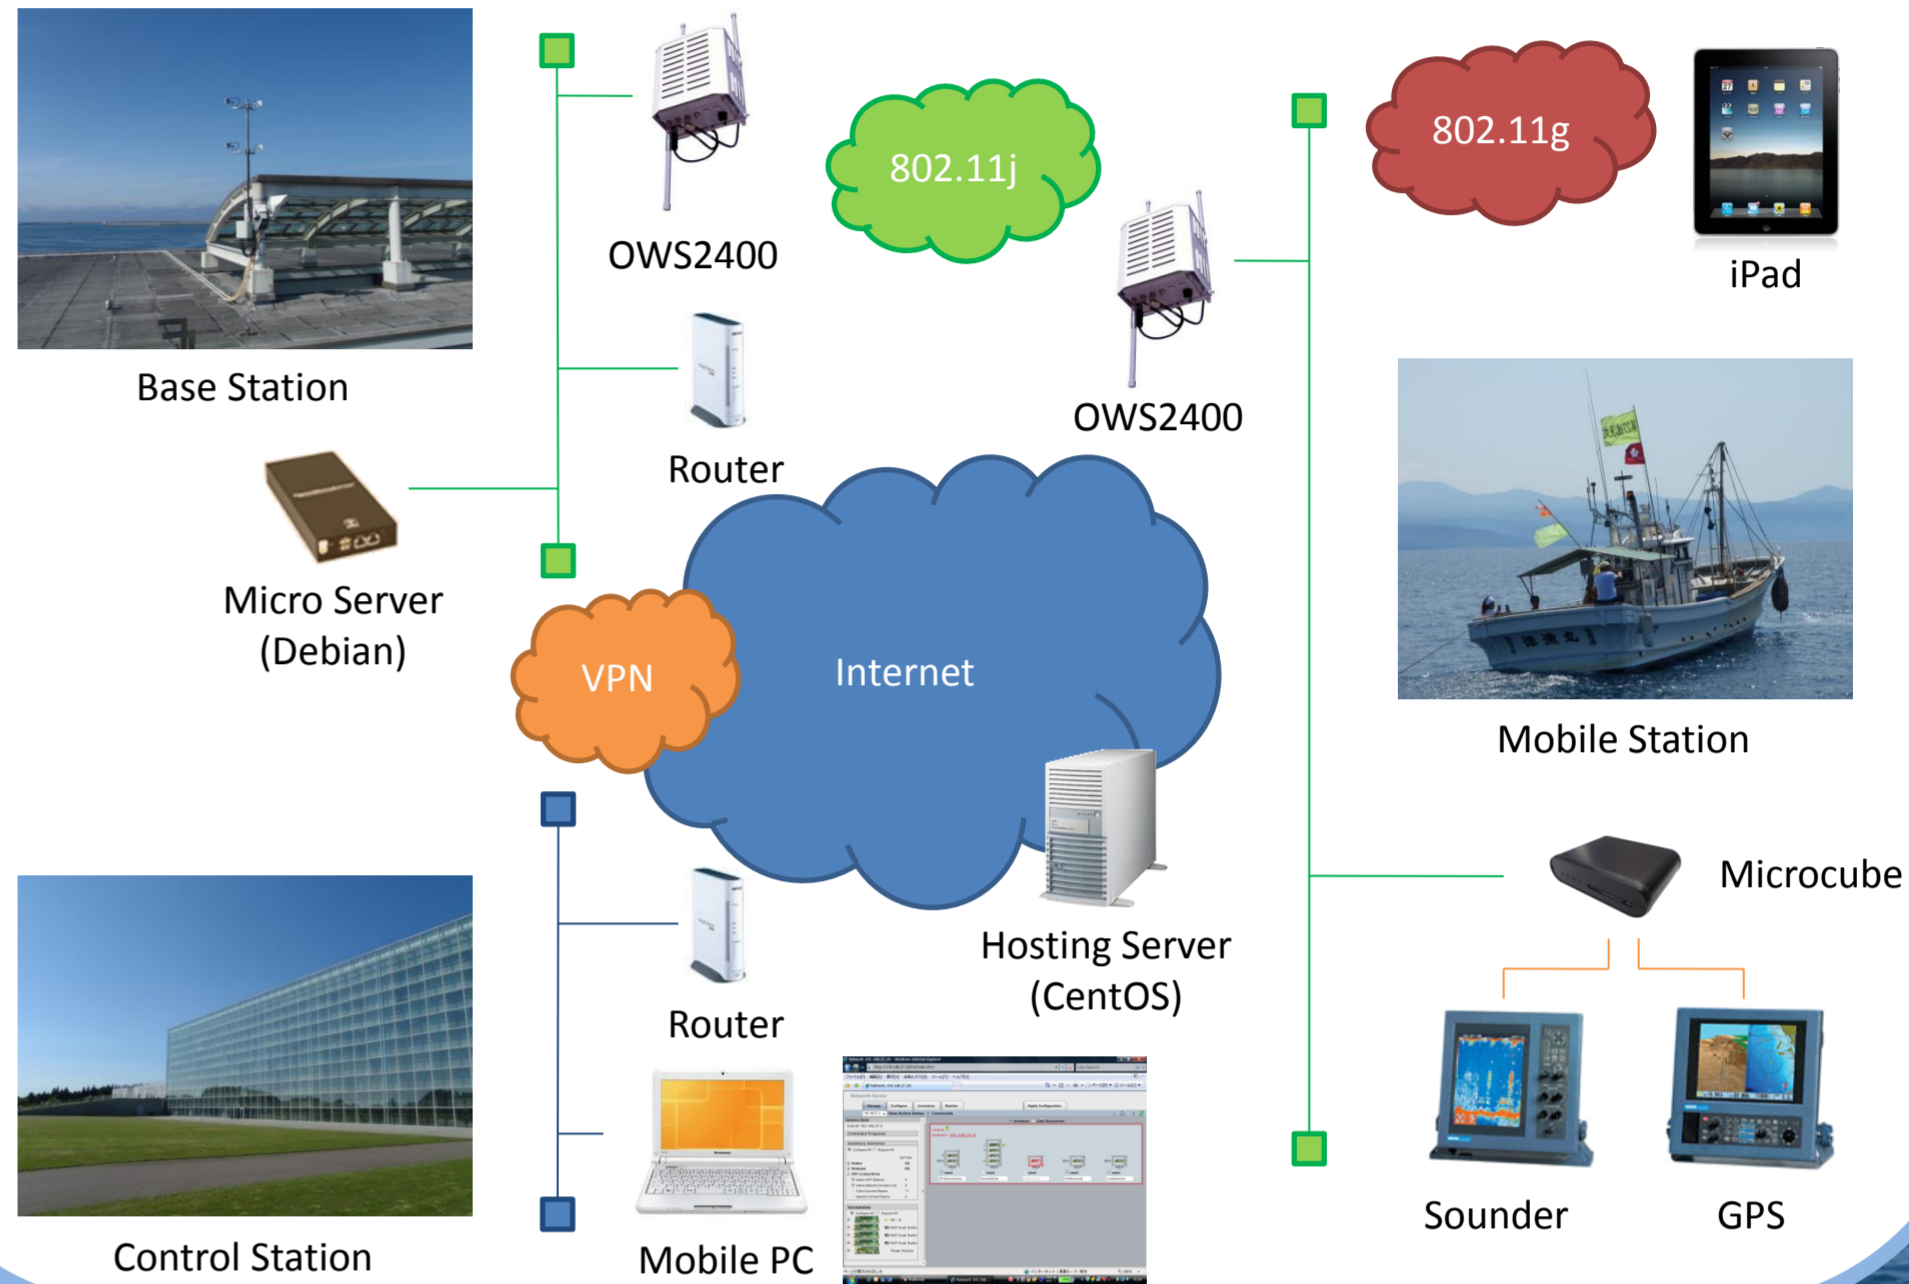 802.11g
802.11j
OWS2400
iPad
Base Station
OWS2400
Router
Micro Server
(Debian)
VPN
Internet
Mobile Station
Microcube
Hosting Server
(CentOS)
Router
Sounder
GPS
Control Station
Mobile PC